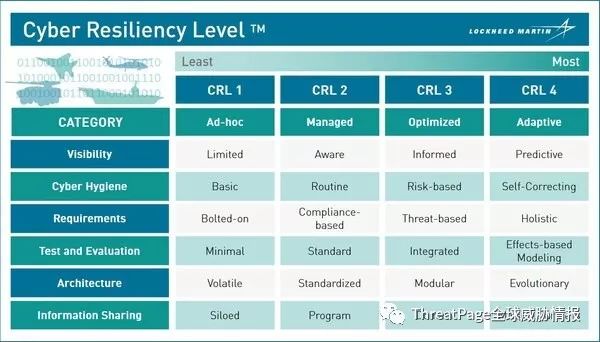 Cyber Resiliency Level ™
LOCKHEED MARTIN
01100100101100101010
10100101100100101110
100101101100101010
Least Most
CRL 1 CRL 2 CRL 3 CRL 4
CATEGORY Ad-hoc Managed Optimized Adaptive
Visibility Limited Aware Informed Predictive
Cyber Hygiene Basic Routine Risk-based Self-Correcting
Requirements Bolted-on Compliance-
based Threat-based Holistic
Test and Evaluation Minimal Standard Integrated Effects-based
Modeling
Architecture Volatile Standardized Modular Evolutionary
Information Sharing Siloed Program
ThreatPage全球威胁情报